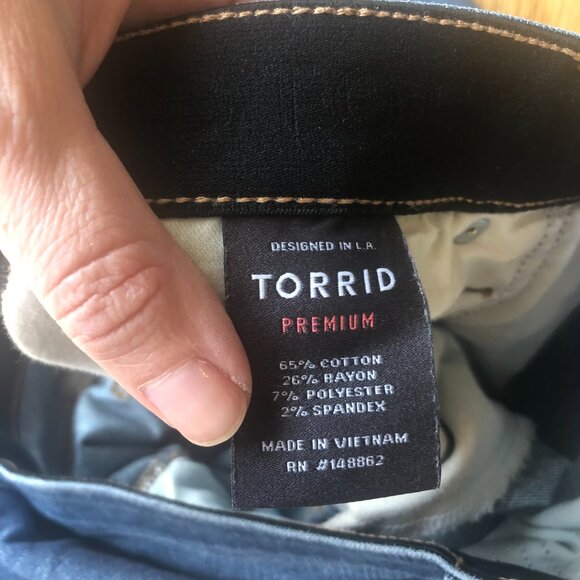 DESIGNED IN L.A.
TORRID
PREMIUM
65% COTTON
26% RAYON
7% POLYESTER
2% SPANDEX
MADE IN VIETNAM
RN #148862